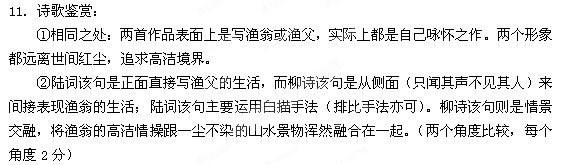 11. 诗歌鉴赏：
①相同之处：两首作品表面上是写渔翁或渔父，实际上都是自己咏怀之作。两个形象
都远离世间红尘，追求高洁境界。
②陆词该句是正面直接写渔父的生活，而柳诗该句是从侧面（只闻其声不见其人）来
间接表现渔翁的生活；陆词该句主要运用白描手法（排比手法亦可）。柳诗该句则是情景
交融，将渔翁的高洁情操跟一尘不染的山水景物浑然融合在一起。（两个角度比较，每个
角度 2 分）